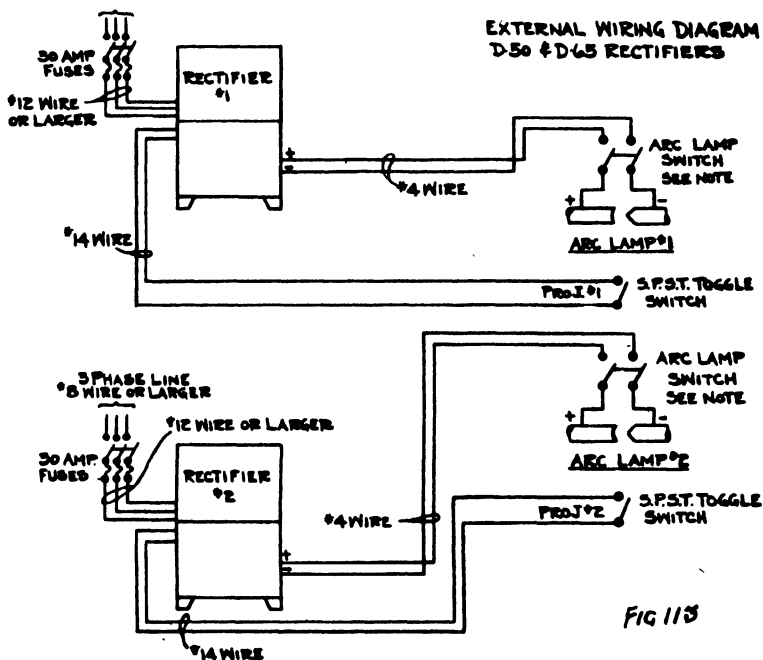 EXTERNAL WIRING DIAGRAM
D-50 & D-65 RECTIFIERS
30 AMP
FUSES
#12 WIRE
OR LARGER
RECTIFIER
#1
+
-
#4 WIRE
ARC LAMP
SWITCH
SEE NOTE
+
-
ARC LAMP #1
#14 WIRE
PROJ #1
S.P.S.T. TOGGLE
SWITCH
3 PHASE LINE
#8 WIRE OR LARGER
#12 WIRE OR LARGER
30 AMP.
FUSES
RECTIFIER
#2
+
-
#4 WIRE
ARC LAMP
SWITCH
SEE NOTE
+
-
ARC LAMP #2
PROJ #2
S.P.S.T. TOGGLE
SWITCH
#14 WIRE
FIG 113